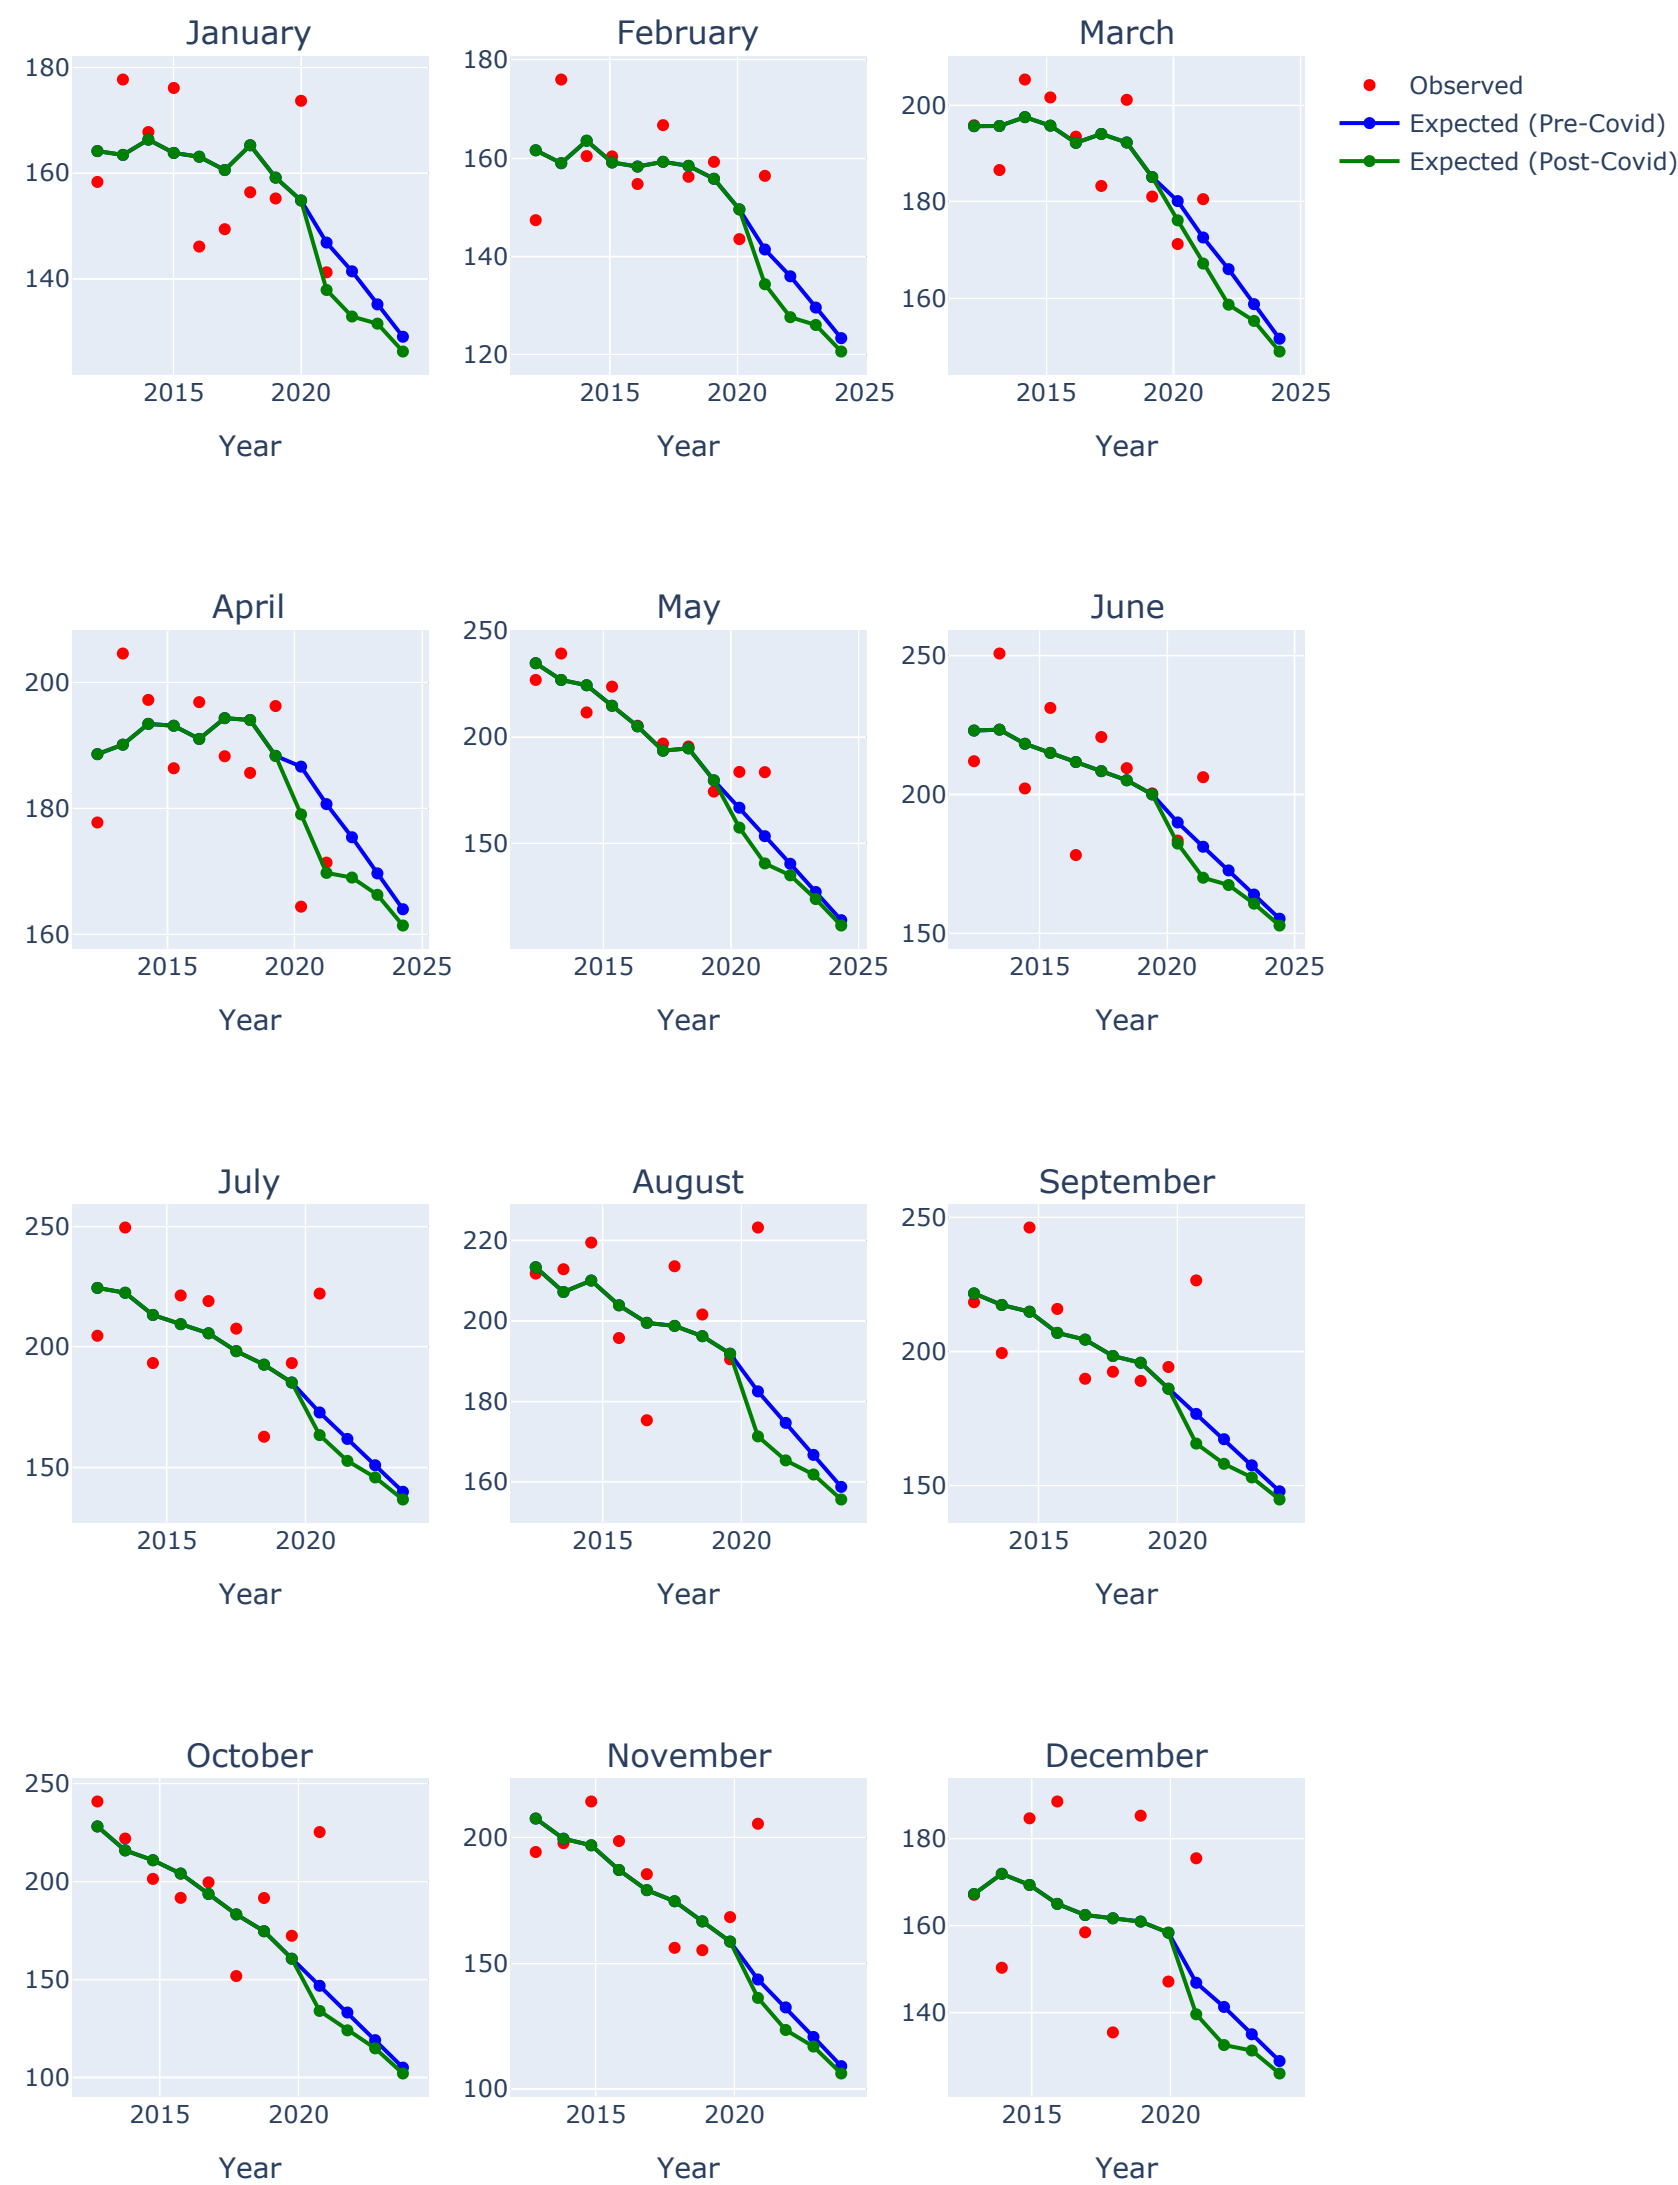 January
February
March
180
160
140
2015
2020
Year
180
160
140
120
2015
2020
2025
Year
200
180
160
2015
2020
2025
Year
Observed
Expected (Pre-Covid)
Expected (Post-Covid)
April
May
June
200
180
160
2015
2020
2025
Year
250
200
150
2015
2020
2025
Year
250
200
150
2015
2020
2025
Year
July
August
September
250
200
150
2015
2020
Year
220
200
180
160
2015
2020
Year
250
200
150
2015
2020
Year
October
November
December
250
200
150
100
2015
2020
Year
200
150
100
2015
2020
Year
180
160
140
2015
2020
Year